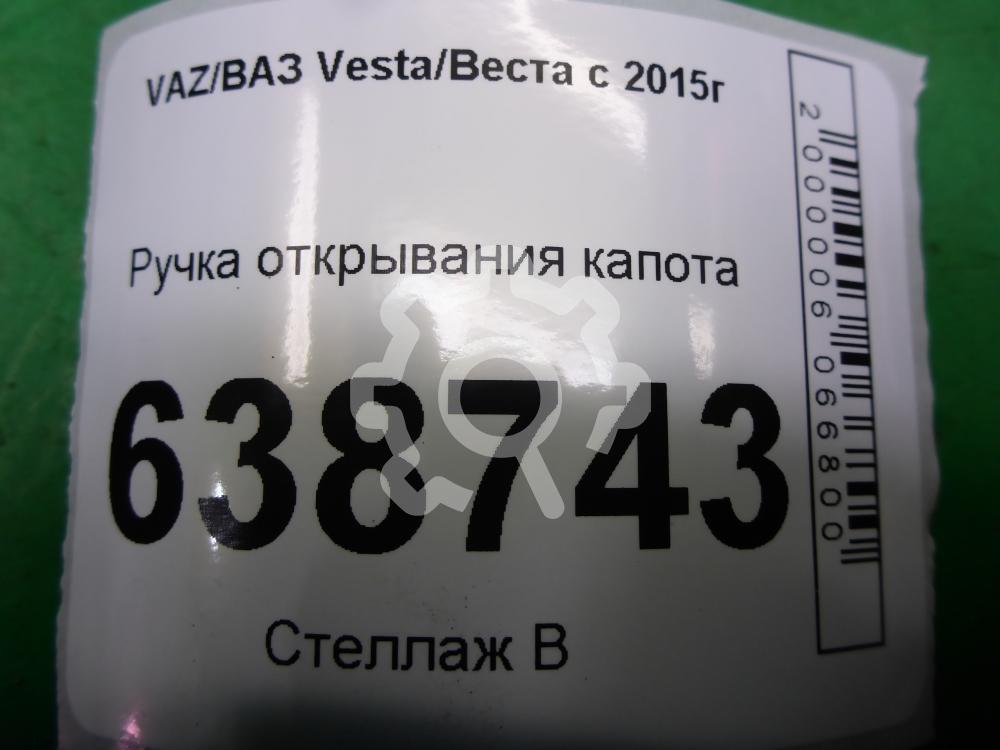 VAZ/ВАЗ Vesta/Веста с 2015г
Ручка открывания капота
638743
Стеллаж В
2000006066800